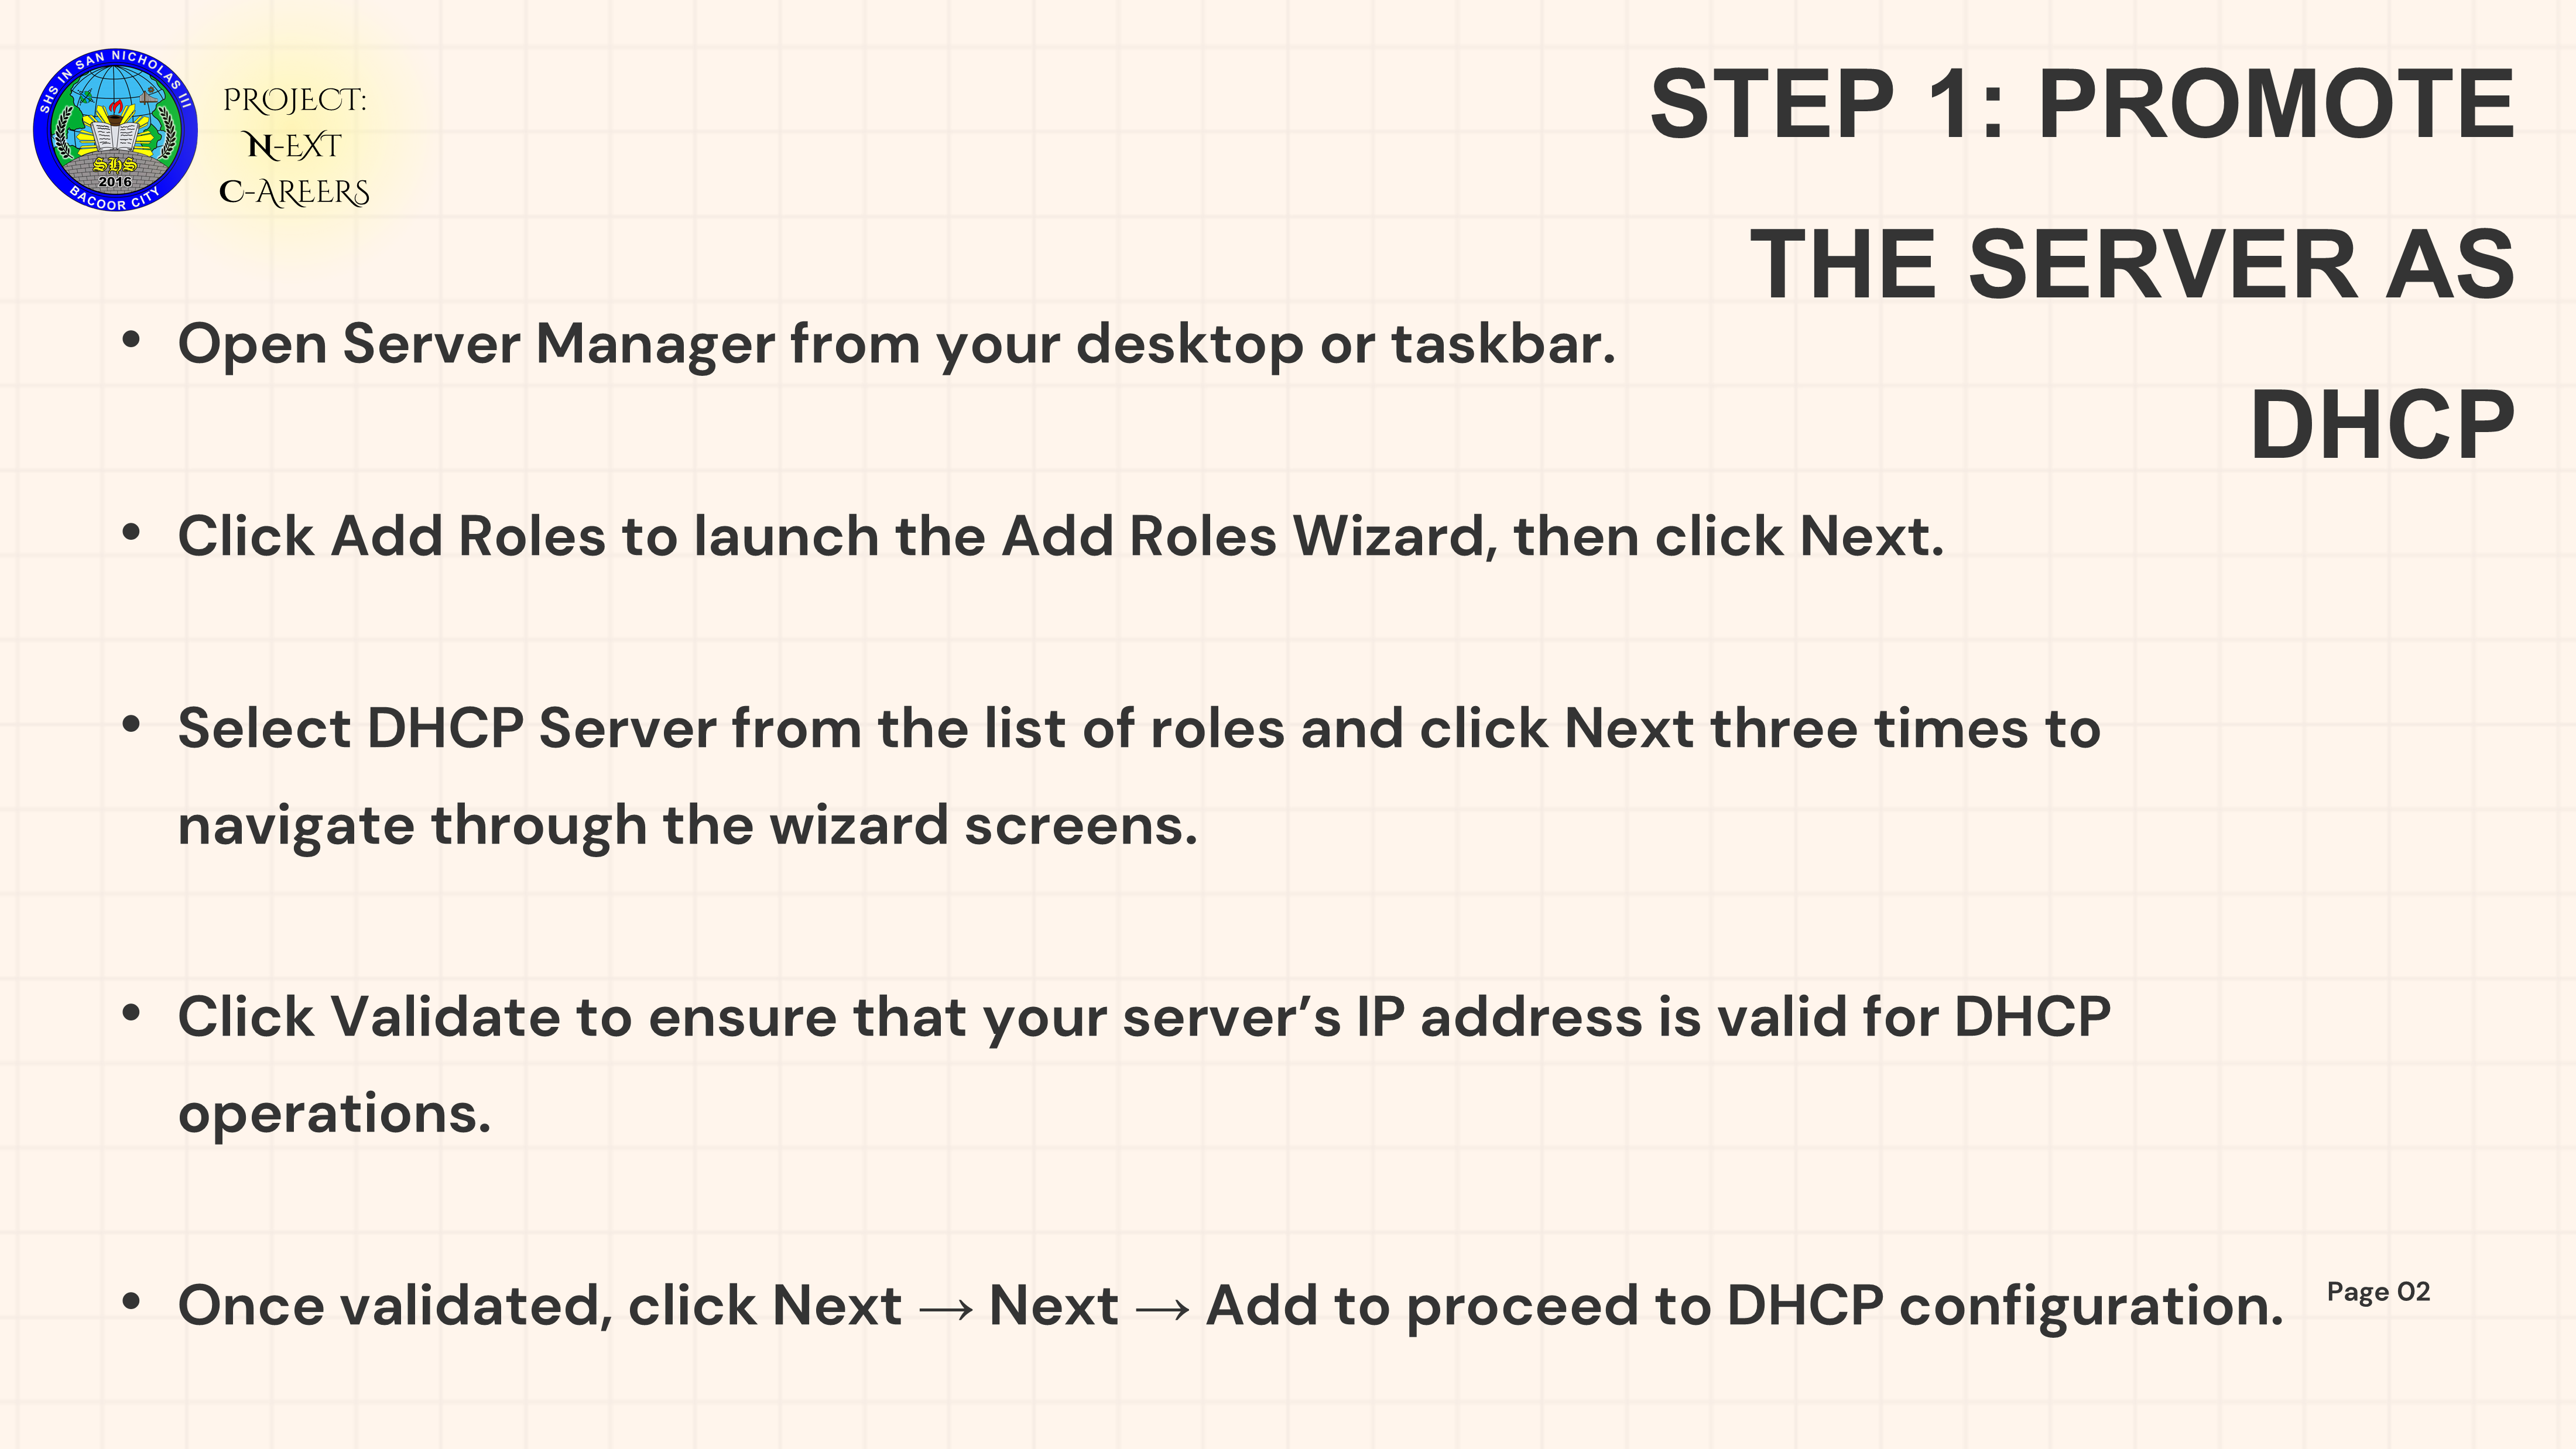 SHS IN SAN NICHOLAS III
SHS
2016
BACOOR CITY
PROJECT:
N-EXT
C-AREERS
STEP 1: PROMOTE
THE SERVER AS
DHCP
• Open Server Manager from your desktop or taskbar.
• Click Add Roles to launch the Add Roles Wizard, then click Next.
• Select DHCP Server from the list of roles and click Next three times to
navigate through the wizard screens.
• Click Validate to ensure that your server’s IP address is valid for DHCP
operations.
• Once validated, click Next → Next → Add to proceed to DHCP configuration.
Page 02